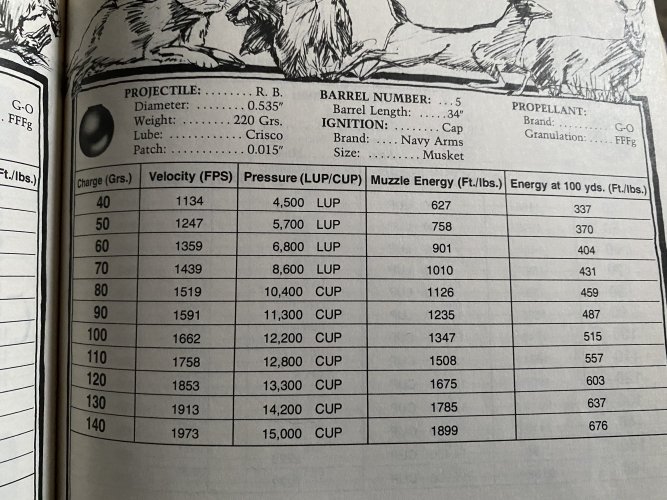 G-O
. FFFg
Ft./lbs.)
PROJECTILE: ........ R. B.
Diameter: ........ 0.535"
Weight: ........ 220 Grs.
Lube: ............ Crisco
Patch: ........... 0.015"
BARREL NUMBER: ... 5
Barrel Length: .....34"
IGNITION: ........ Cap
Brand: .... Navy Arms
Size: ......... Musket
PROPELLANT:
Brand: .......... G-O
Granulation: ..... FFFg
Charge (Grs.) Velocity (FPS) Pressure (LUP/CUP) Muzzle Energy (Ft./lbs.) Energy at 100 yds. (Ft./lbs.)
40 1134 4,500 LUP 627 337
50 1247 5,700 LUP 758 370
60 1359 6,800 LUP 901 404
70 1439 8,600 LUP 1010 431
80 1519 10,400 CUP 1126 459
90 1591 11,300 CUP 1235 487
100 1662 12,200 CUP 1347 515
110 1758 12,800 CUP 1508 557
120 1853 13,300 CUP 1675 603
130 1913 14,200 CUP 1785 637
140 1973 15,000 CUP 1899 676